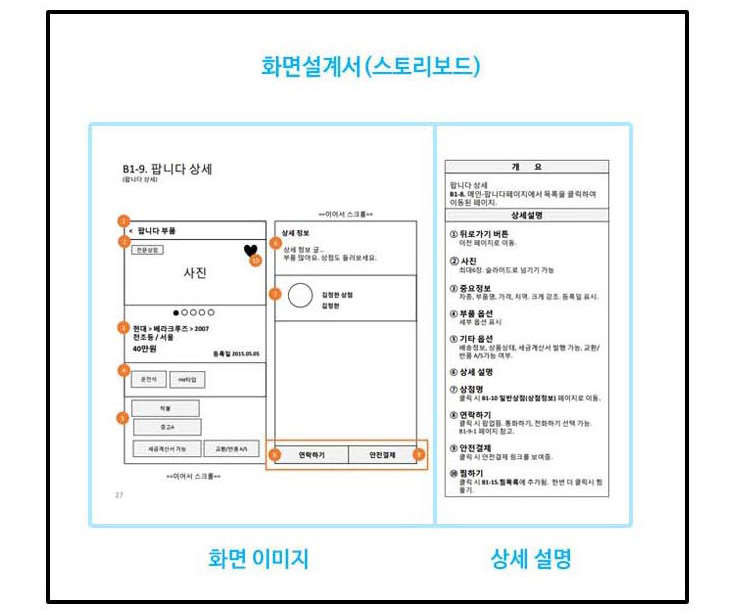 화면설계서(스토리보드)
B1-9. 팝니다 상세
(팝니다 상세)
1
< 팝니다 부품
2
전문상점
10
사진
3
현대 > 베라크루즈 > 2007
전조등 / 서울
40만원
등록일 2015.05.05
4
운전석
5
착불
중고A
세금계산서 가능
교환/반품 A/S
==이어서 스크롤==
27
==이어서 스크롤==
상세 정보
6
상세 정보 글..
부품 많아요. 상점도 둘러보세요.
7
김정한 상점
김정한
8
연락하기
안전결제
9
개 요
팝니다 상세
B1-8. 메인-팝니다페이지에서 목록을 클릭하여
이동된 페이지.
상세설명
① 뒤로가기 버튼
이전 페이지로 이동.
② 사진
최대6장. 슬라이드로 넘기기 가능
③ 중요정보
차종, 부품명, 가격, 지역. 크게 강조. 등록일 표시.
④ 부품 옵션
세부 옵션 표시
⑤ 기타 옵션
배송정보, 상품상태, 세금계산서 발행 가능, 교환/
반품 A/S가능 여부.
⑥ 상세 설명
⑦ 상점명
클릭 시 B1-10 일반상점(상점정보) 페이지로 이동.
⑧ 연락하기
클릭 시 팝업됨. 통화하기, 전화하기 선택 가능.
B1-9-1 페이지 참고.
⑨ 안전결제
클릭 시 안전결제 링크를 보여줌.
⑩ 찜하기
클릭 시 B1-15.찜목록에 추가됨. 한번 더 클릭시 찜
풀기.
화면 이미지
상세 설명